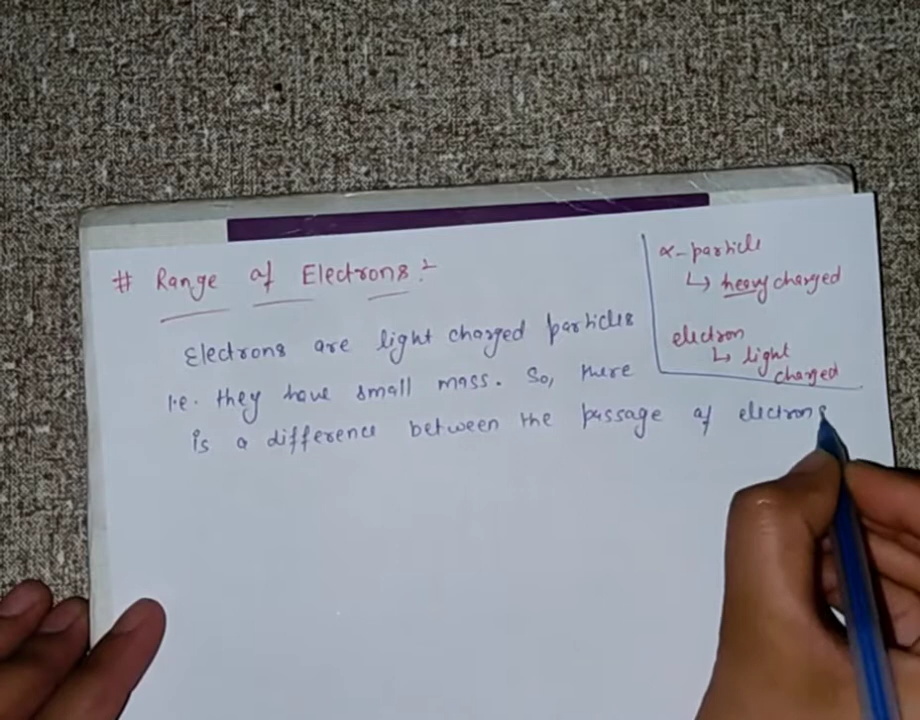 # Range of Electrons :-
Electrons are light charged particles
i.e. they have small mass. So, there
is a difference between the passage of electrons
α-particle
↳ heavy charged
electron
↳ light
charged